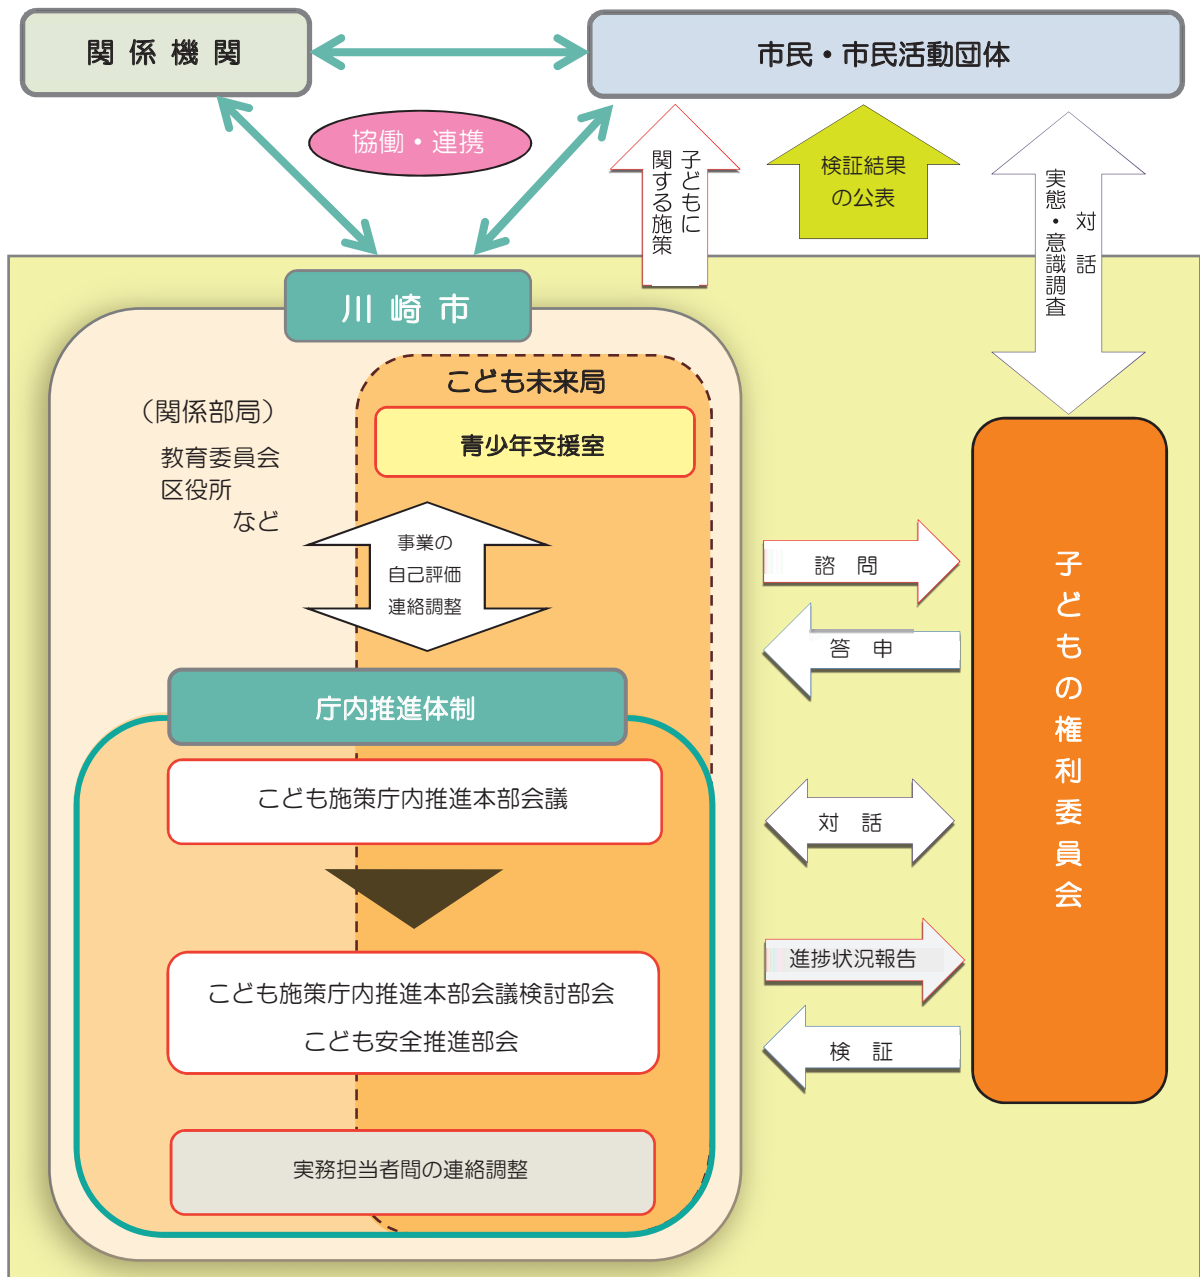 関係機関
市民・市民活動団体
協働・連携
子どもに
関する施策
検証結果
の公表
対話
実態・意識調査
川崎市
こども未来局
（関係部局）
教育委員会
区役所
など
青少年支援室
事業の
自己評価
連絡調整
諮問
答申
子どもの権利委員会
庁内推進体制
こども施策庁内推進本部会議
対話
進捗状況報告
こども施策庁内推進本部会議検討部会
こども安全推進部会
検証
実務担当者間の連絡調整